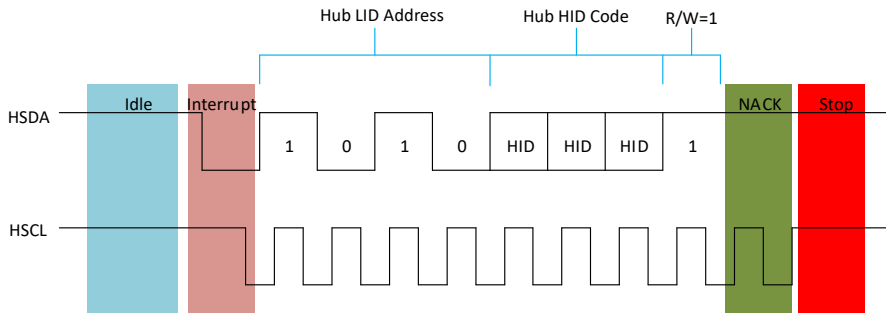 Hub LID Address Hub HID Code R/W=1
Idle Interrupt NACK Stop
HSDA
1 0 1 0 HID HID HID 1
HSCL